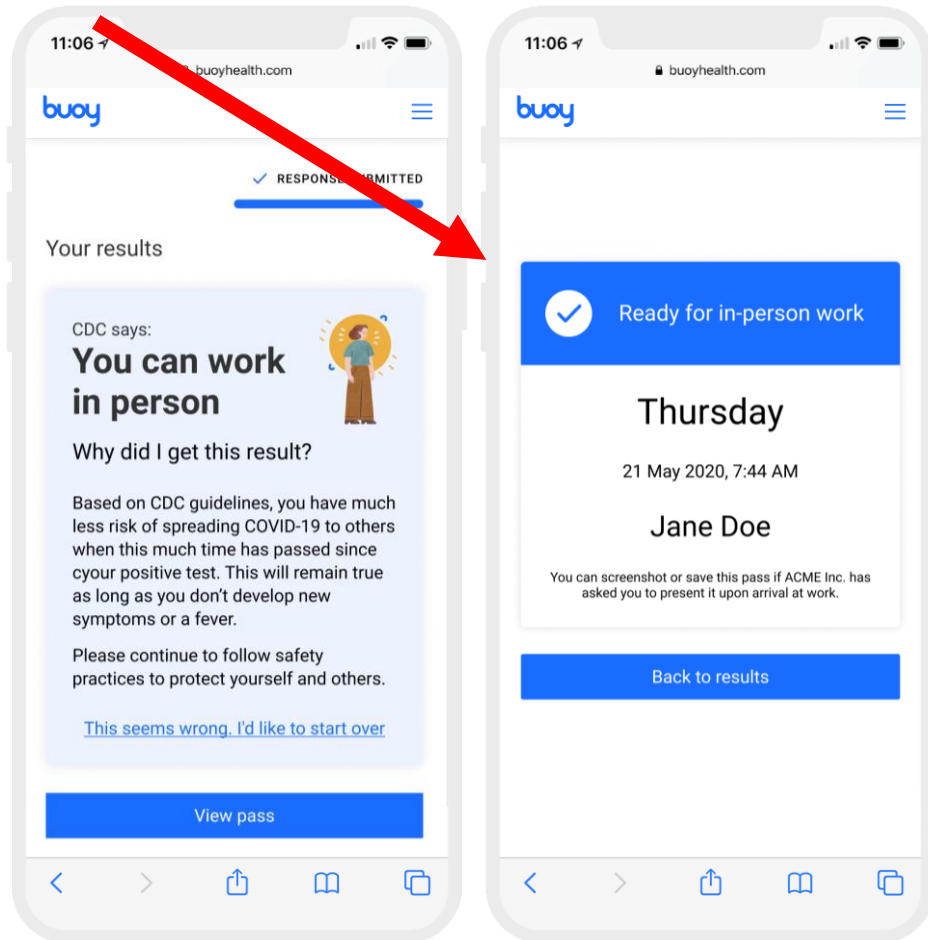 11:06
buoyhealth.com
buoy
RESPONSE
MITTED
Your results
CDC says:
You can work
in person
Why did I get this result?
Based on CDC guidelines, you have much
less risk of spreading COVID-19 to others
when this much time has passed since
cyour positive test. This will remain true
as long as you don't develop new
symptoms or a fever.
Please continue to follow safety
practices to protect yourself and others.
This seems wrong. I'd like to start over
View pass
11:06
buoyhealth.com
buoy
Ready for in-person work
Thursday
21 May 2020, 7:44 AM
Jane Doe
You can screenshot or save this pass if ACME Inc. has
asked you to present it upon arrival at work.
Back to results